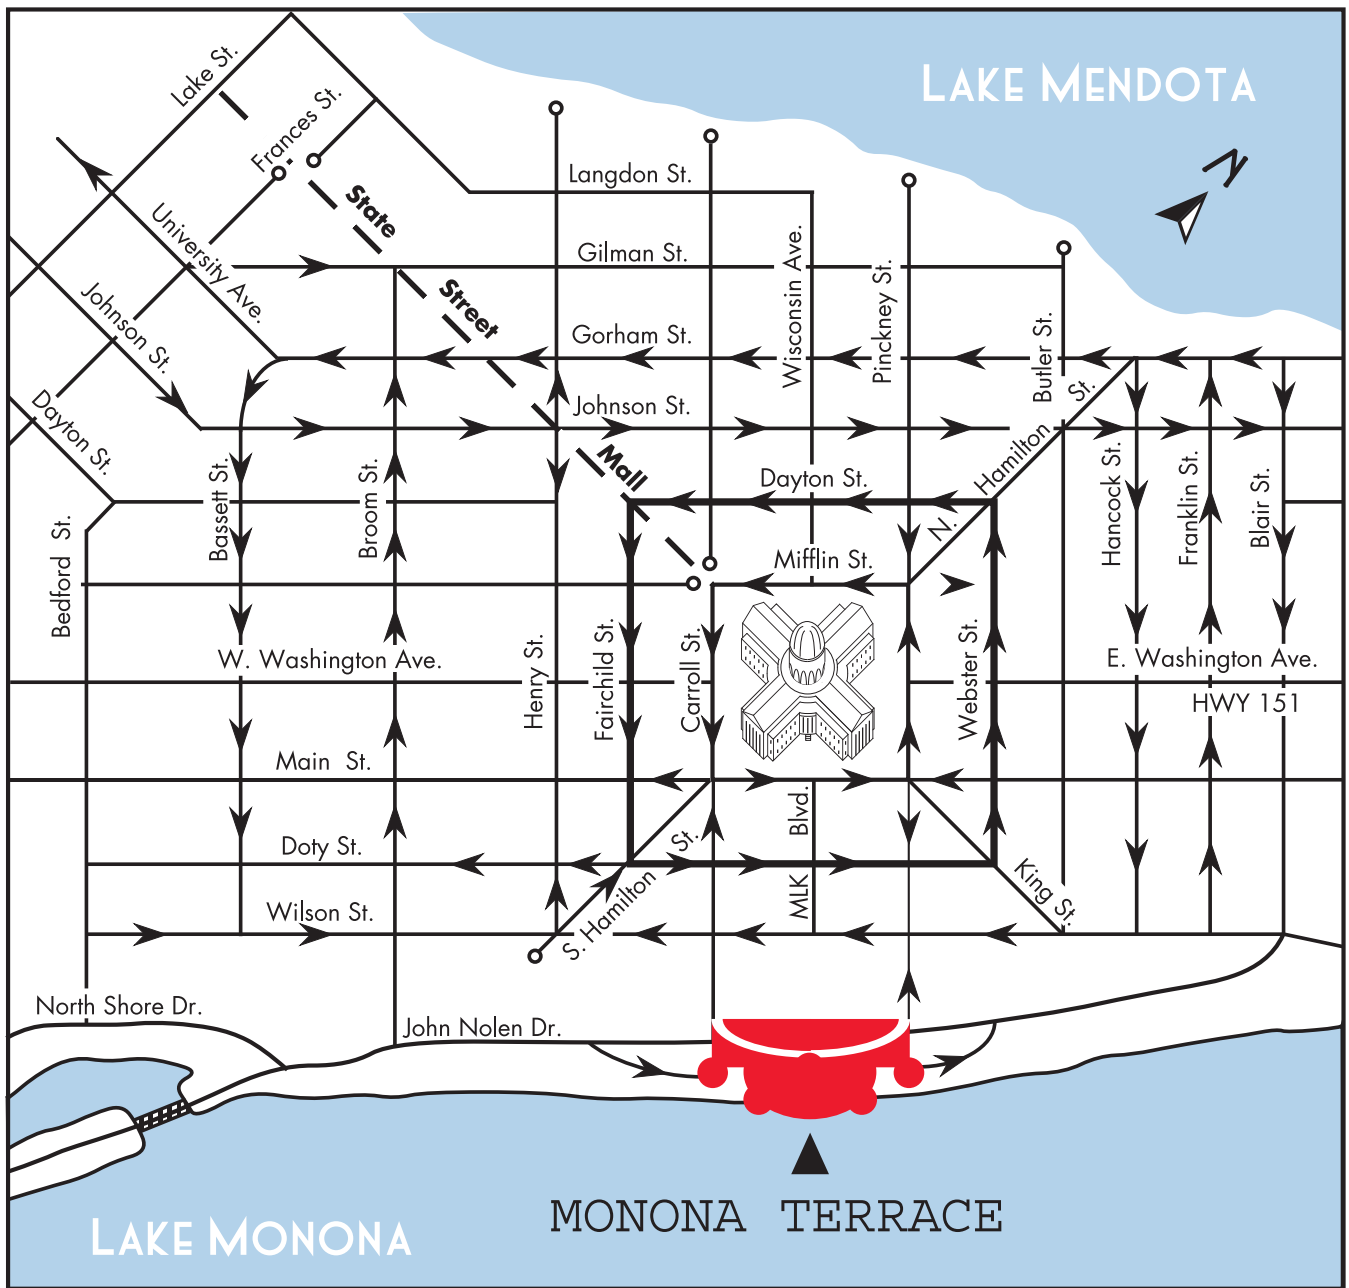 LAKE MENDOTA
N
Lake St.
Frances St.
State
Street
Mall
Langdon St.
University Ave.
Gilman St.
Wisconsin Ave.
Pinckney St.
Butler St.
Johnson St.
Gorham St.
Hamilton St.
N.
Johnson St.
Dayton St.
Dayton St.
Bedford St.
Bassett St.
Broom St.
Hancock St.
Franklin St.
Blair St.
Mifflin St.
Henry St.
Fairchild St.
Carroll St.
Webster St.
W. Washington Ave.
E. Washington Ave.
HWY 151
Main St.
MLK Blvd.
Doty St.
S. Hamilton St.
King St.
Wilson St.
North Shore Dr.
John Nolen Dr.
MONONA TERRACE
LAKE MONONA